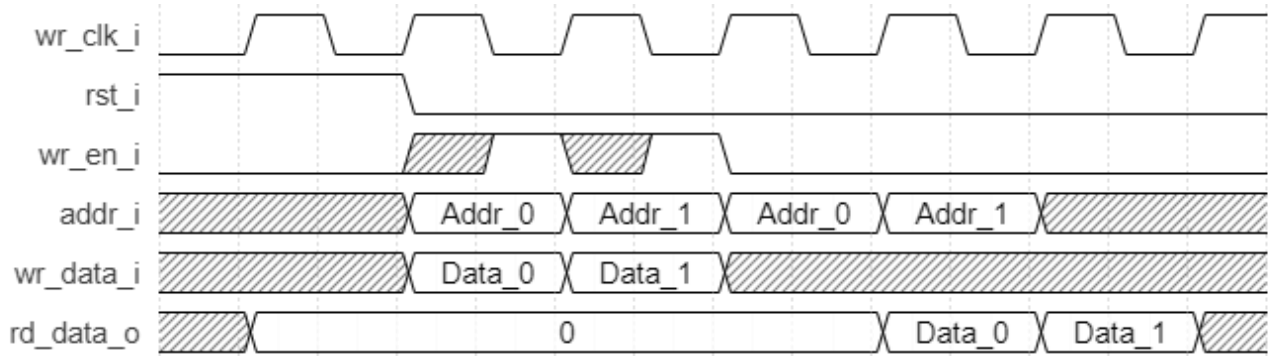 wr_clk_i
rst_i
wr_en_i
addr_i Addr_0 Addr_1 Addr_0 Addr_1
wr_data_i Data_0 Data_1
rd_data_o 0 Data_0 Data_1